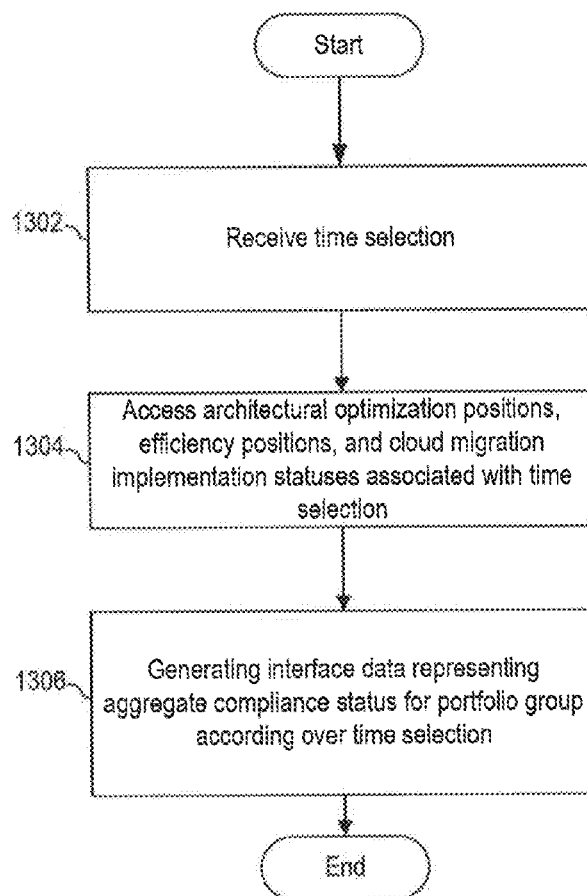 Start
1302
Receive time selection
1304
Access architectural optimization positions,
efficiency positions, and cloud migration
implementation statuses associated with time
selection
1306
Generating interface data representing
aggregate compliance status for portfolio group
according over time selection
End